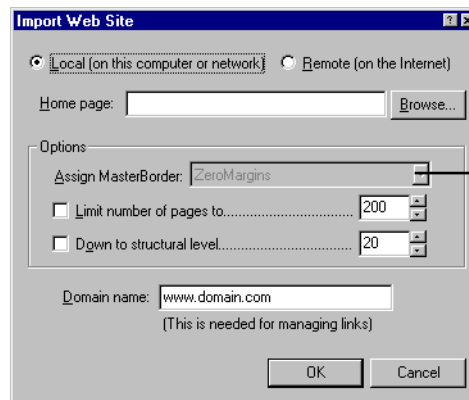 Import Web Site
Local (on this computer or network) Remote (on the Internet)
Home page: Browse...
Options
Assign MasterBorder: ZeroMargins
Limit number of pages to................................ 200
Down to structural level................................ 20
Domain name: www.domain.com
(This is needed for managing links)
OK Cancel